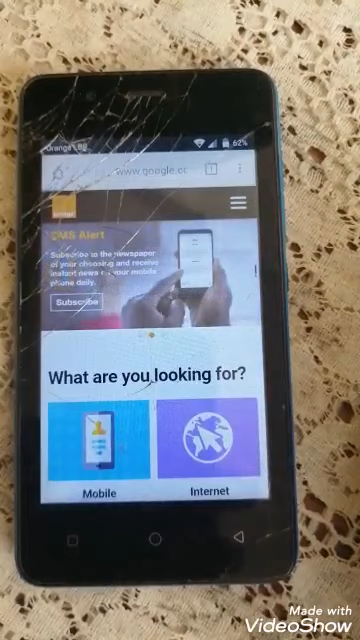 62%
www.google.co
SMS Alert
Subscribe to the newspaper
of your choosing and receive
instant news on your mobile
phone daily.
Subscribe
What are you looking for?
Mobile
Internet
Made with
VideoShow